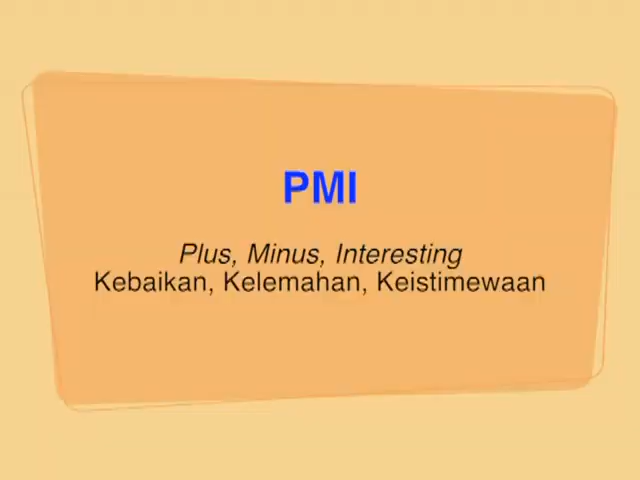 PMI
Plus, Minus, Interesting
Kebaikan, Kelemahan, Keistimewaan